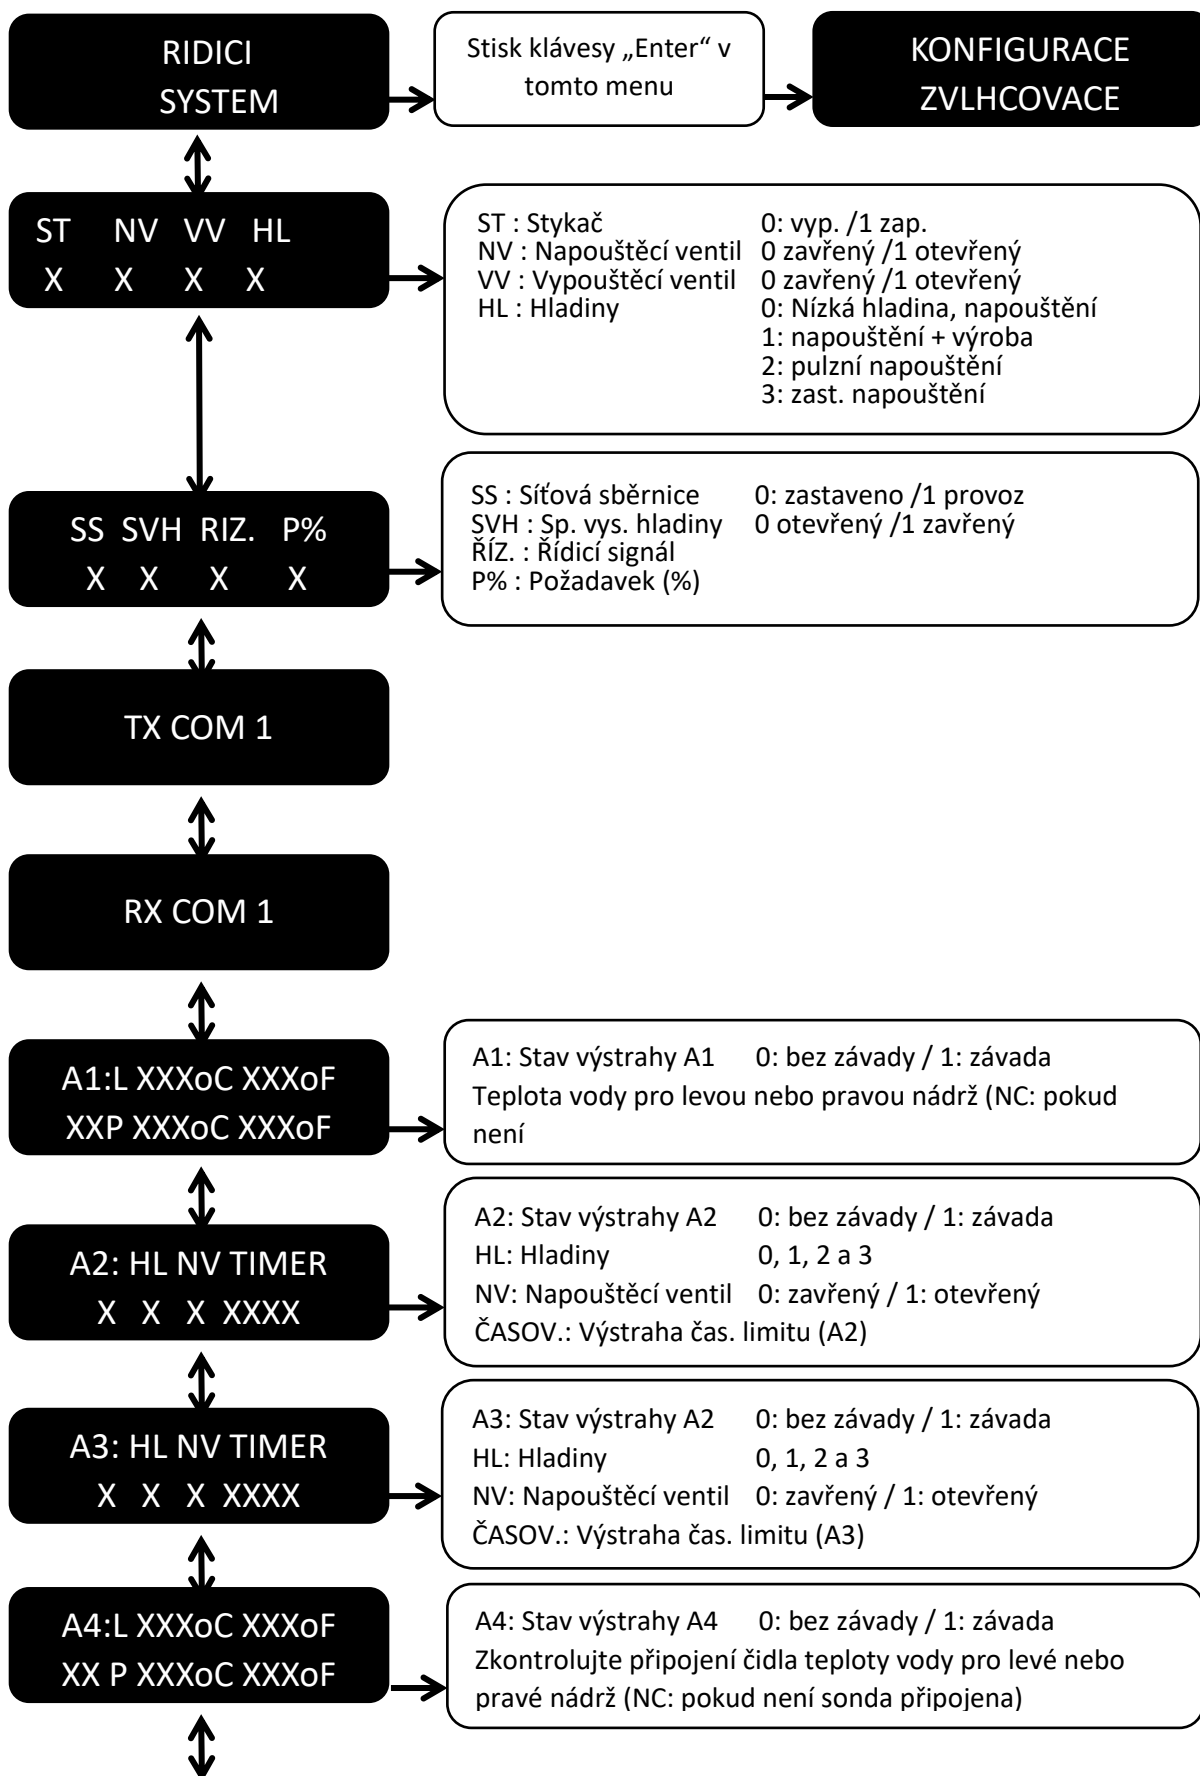 RIDICI
SYSTEM
Stisk klávesy „Enter“ v
tomto menu
KONFIGURACE
ZVLHCOVACE
ST NV VV HL
X X X X
ST : Stykač 0: vyp. /1 zap.
NV : Napouštěcí ventil 0 zavřený /1 otevřený
VV : Vypouštěcí ventil 0 zavřený /1 otevřený
HL : Hladiny 0: Nízká hladina, napouštění
1: napouštění + výroba
2: pulzní napouštění
3: zast. napouštění
SS SVH RIZ. P%
X X X X
SS : Síťová sběrnice 0: zastaveno /1 provoz
SVH : Sp. vys. hladiny 0 otevřený /1 zavřený
ŘÍZ. : Řídicí signál
P% : Požadavek (%)
TX COM 1
RX COM 1
A1:L XXXoC XXXoF
XXP XXXoC XXXoF
A1: Stav výstrahy A1 0: bez závady / 1: závada
Teplota vody pro levou nebo pravou nádrž (NC: pokud
není
A2: HL NV TIMER
X X X XXXX
A2: Stav výstrahy A2 0: bez závady / 1: závada
HL: Hladiny 0, 1, 2 a 3
NV: Napouštěcí ventil 0: zavřený / 1: otevřený
ČASOV.: Výstraha čas. limitu (A2)
A3: HL NV TIMER
X X X XXXX
A3: Stav výstrahy A2 0: bez závady / 1: závada
HL: Hladiny 0, 1, 2 a 3
NV: Napouštěcí ventil 0: zavřený / 1: otevřený
ČASOV.: Výstraha čas. limitu (A3)
A4:L XXXoC XXXoF
XX P XXXoC XXXoF
A4: Stav výstrahy A4 0: bez závady / 1: závada
Zkontrolujte připojení čidla teploty vody pro levé nebo
pravé nádrž (NC: pokud není sonda připojena)